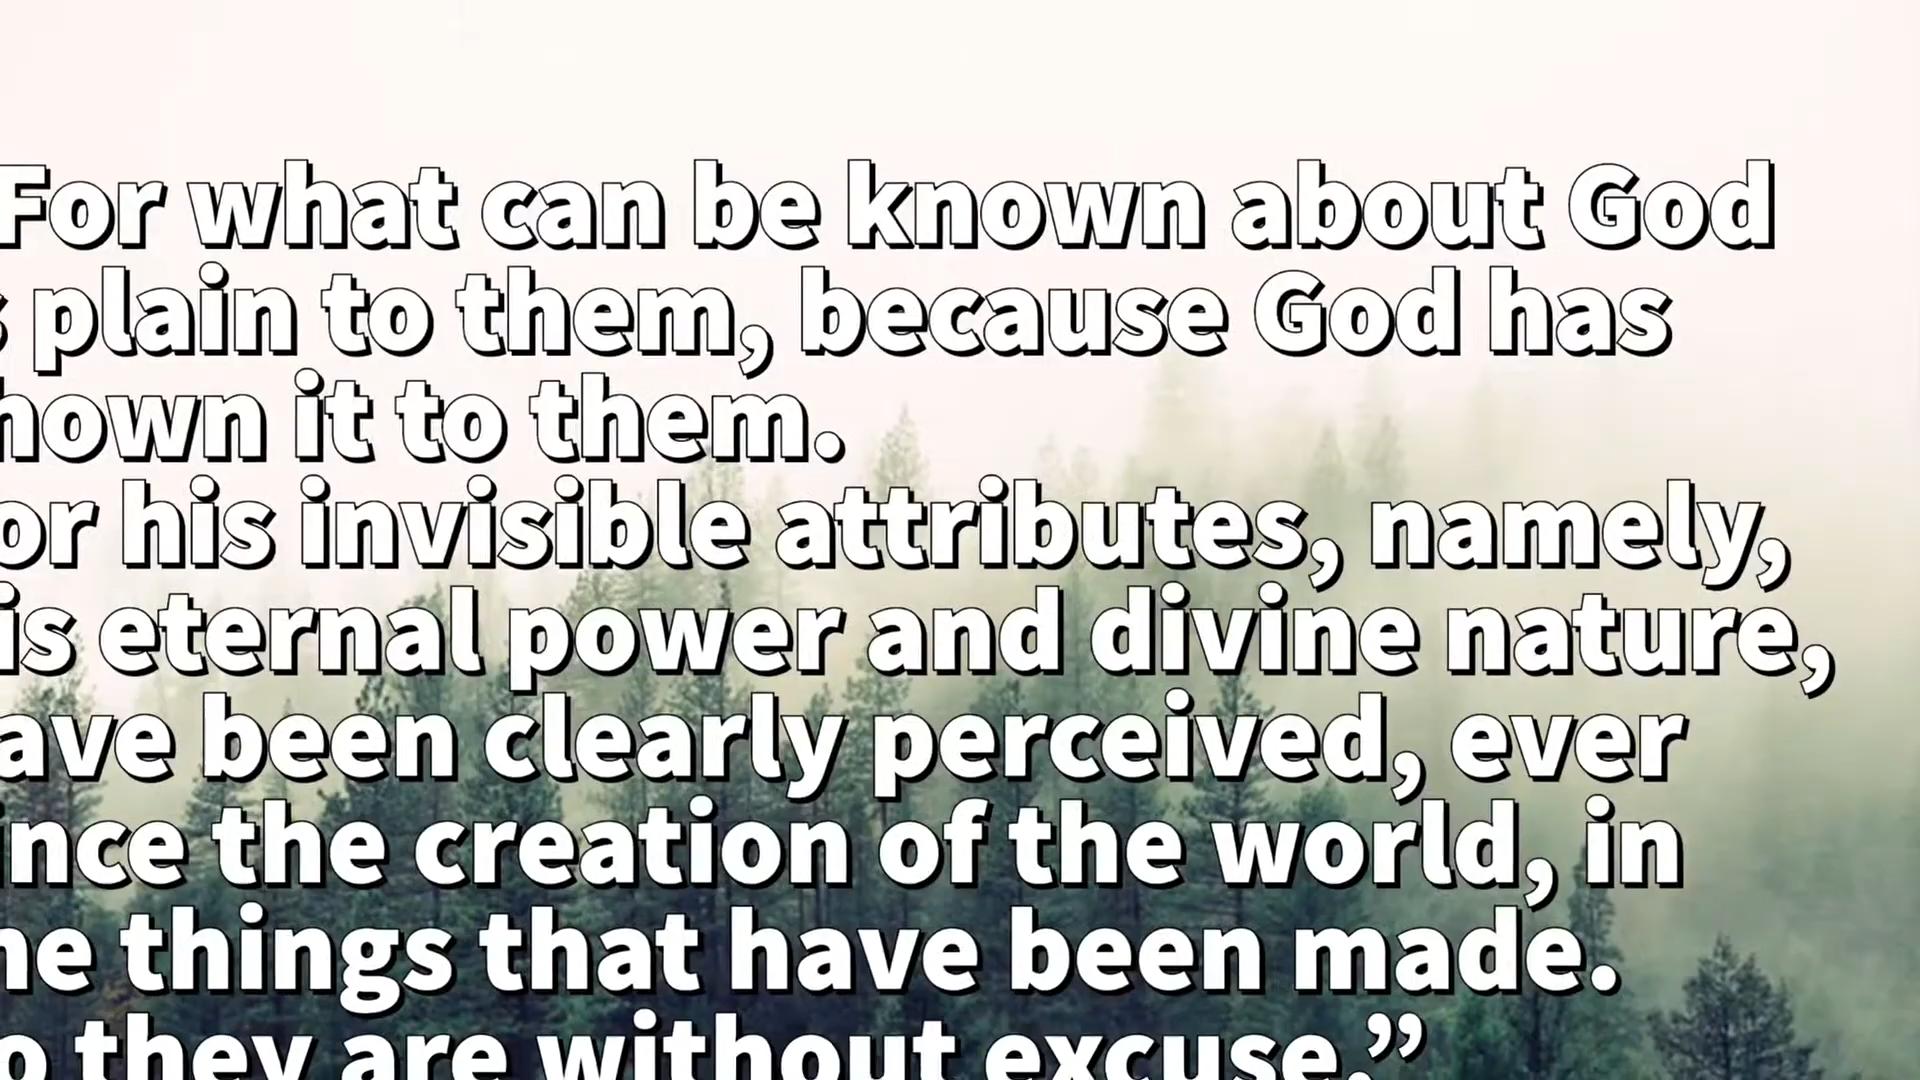 For what can be known about God
s plain to them, because God has
hown it to them.
or his invisible attributes, namely,
is eternal power and divine nature,
ave been clearly perceived, ever
ince the creation of the world, in
he things that have been made.
o they are without excuse.”